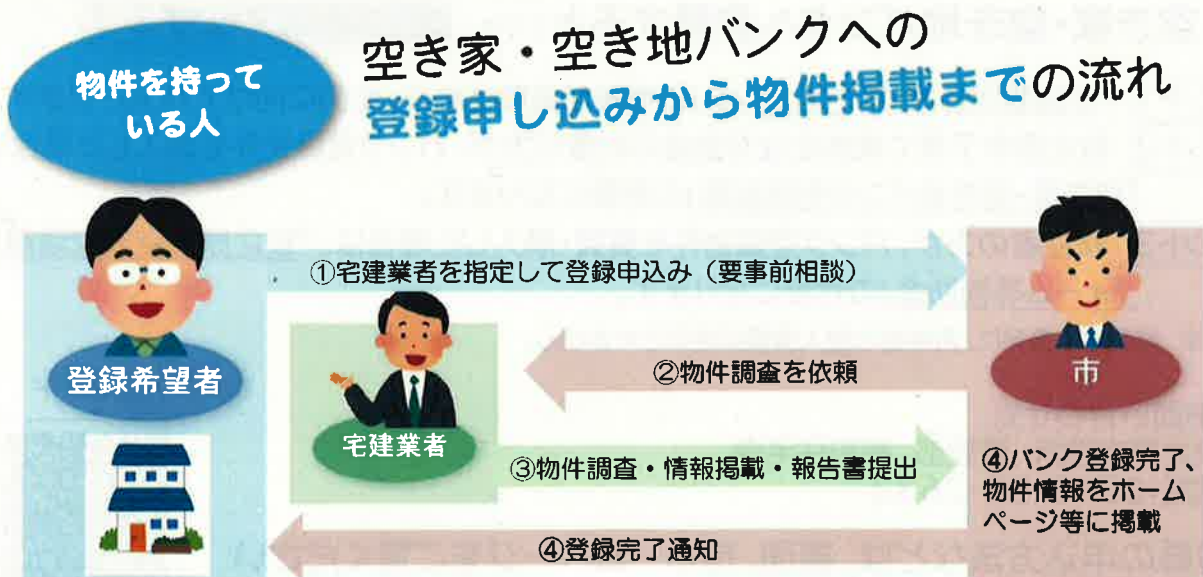 物件を持って
いる人
空き家・空き地バンクへの
登録申し込みから物件掲載までの流れ
①宅建業者を指定して登録申込み（要事前相談）
登録希望者
②物件調査を依頼
市
宅建業者
③物件調査・情報掲載・報告書提出
④バンク登録完了、
物件情報をホーム
ページ等に掲載
④登録完了通知